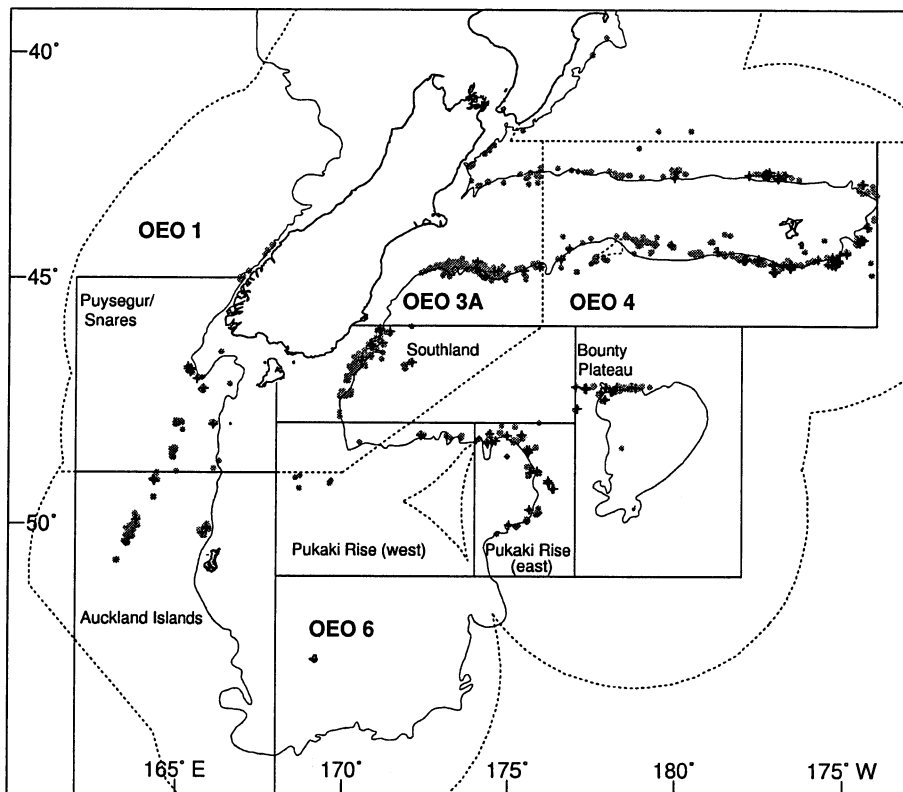 40°
OEO 1
45°
Puysegur/
Snares
OEO 3A
OEO 4
Southland
Bounty
Plateau
50°
Pukaki Rise (west)
Pukaki Rise
(east)
Auckland Islands
OEO 6
165° E
170°
175°
180°
175° W